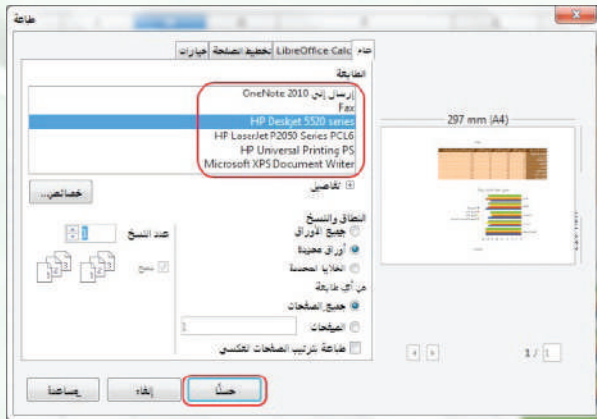 طباعة
عام LibreOffice Calc تخطيط الصفحة خيارات
الطابعة
إرسال إلى OneNote 2010
Fax
HP Deskjet 5520 series
HP LaserJet P2050 Series PCL6
HP Universal Printing PS
Microsoft XPS Document Writer
تفاصيل
خصائص...
النطاق والنسخ
جميع الأوراق
أوراق محددة
الخلايا المحددة
من أي طابعة
جميع الصفحات
الصفحات
1
طباعة بترتيب الصفحات العكسي
عدد النسخ
1
نسخ
297 mm (A4)
1 / 1
حسنًا
إلغاء
مساعدة